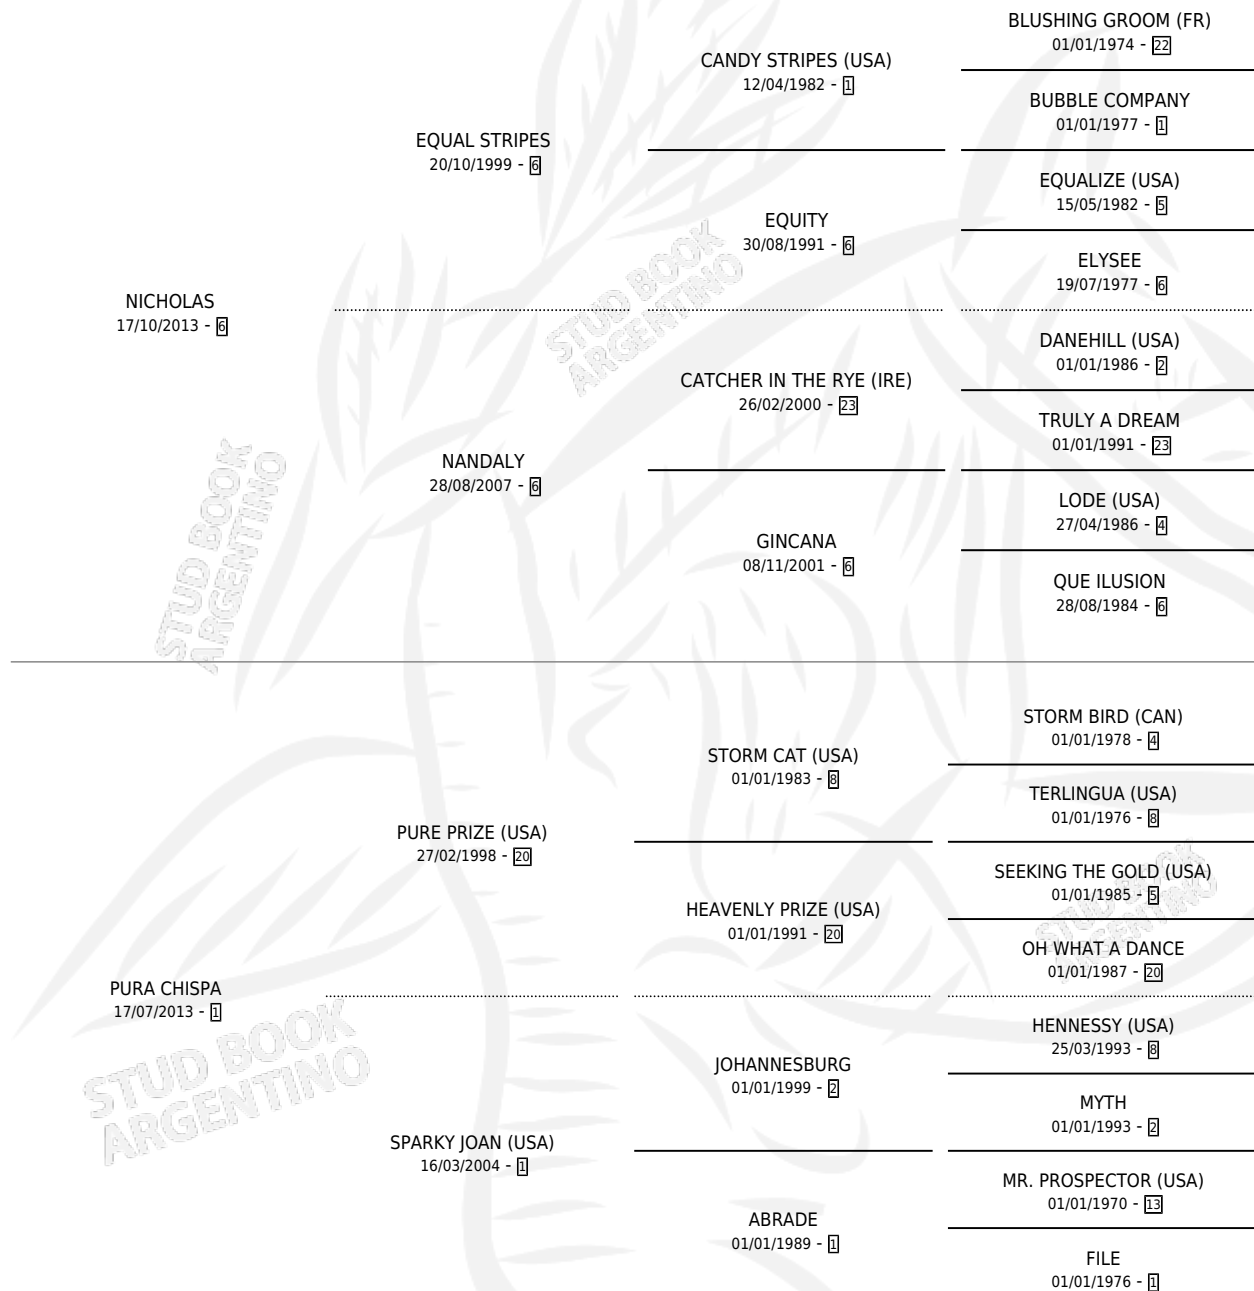 BLUSHING GROOM (FR)
01/01/1974 - 22
CANDY STRIPES (USA)
12/04/1982 - 1
BUBBLE COMPANY
01/01/1977 - 1
EQUAL STRIPES
20/10/1999 - 6
EQUALIZE (USA)
15/05/1982 - 5
EQUITY
30/08/1991 - 6
ELYSEE
19/07/1977 - 6
NICHOLAS
17/10/2013 - 6
DANEHILL (USA)
01/01/1986 - 2
CATCHER IN THE RYE (IRE)
26/02/2000 - 23
TRULY A DREAM
01/01/1991 - 23
NANDALY
28/08/2007 - 6
LODE (USA)
27/04/1986 - 4
GINCANA
08/11/2001 - 6
QUE ILUSION
28/08/1984 - 6
STORM BIRD (CAN)
01/01/1978 - 4
STORM CAT (USA)
01/01/1983 - 8
TERLINGUA (USA)
01/01/1976 - 8
PURE PRIZE (USA)
27/02/1998 - 20
SEEKING THE GOLD (USA)
01/01/1985 - 5
HEAVENLY PRIZE (USA)
01/01/1991 - 20
OH WHAT A DANCE
01/01/1987 - 20
PURA CHISPA
17/07/2013 - 1
HENNESSY (USA)
25/03/1993 - 8
JOHANNESBURG
01/01/1999 - 2
MYTH
01/01/1993 - 2
SPARKY JOAN (USA)
16/03/2004 - 1
MR. PROSPECTOR (USA)
01/01/1970 - 13
ABRADE
01/01/1989 - 1
FILE
01/01/1976 - 1
STUD BOOK
ARGENTINO
STUD BOOK
ARGENTINO
STUD BOOK
ARGENTINO
STUD BOOK
ARGENTINO